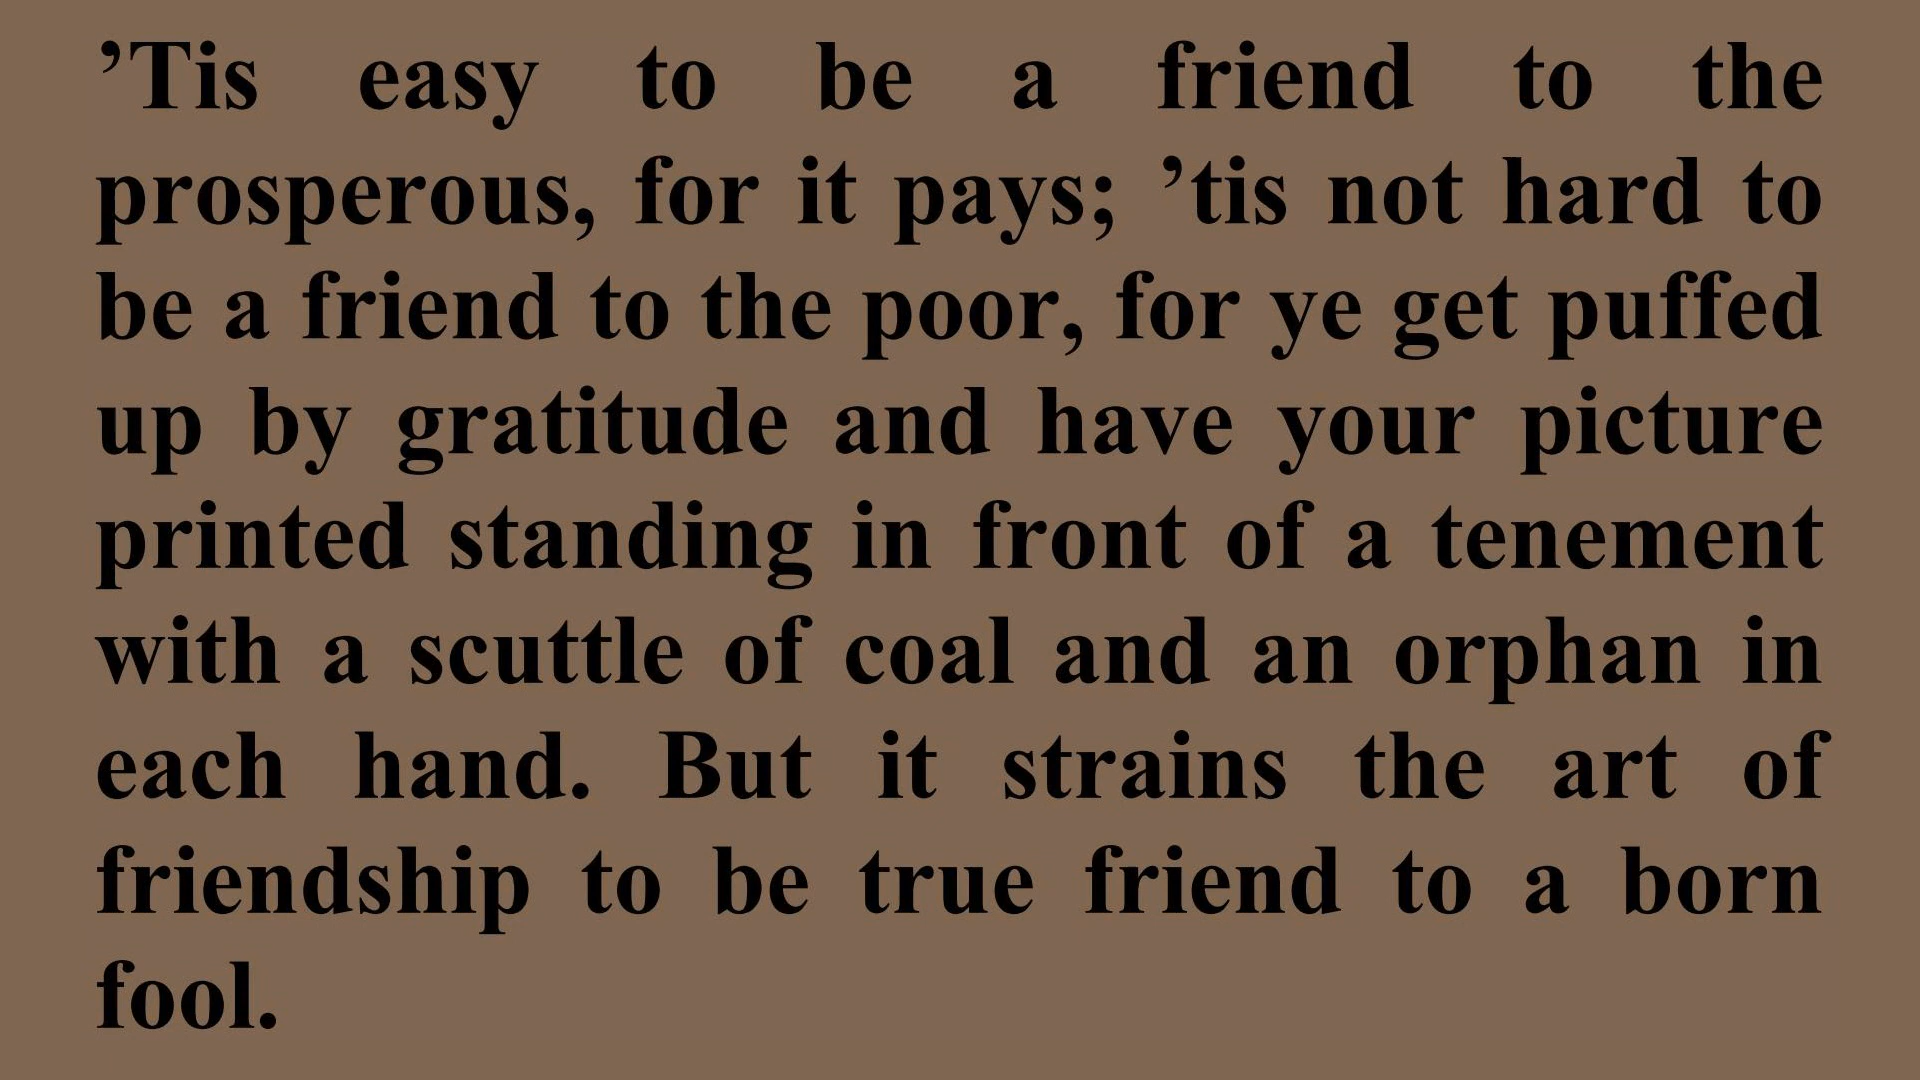 ’Tis easy to be a friend to the
prosperous, for it pays; ’tis not hard to
be a friend to the poor, for ye get puffed
up by gratitude and have your picture
printed standing in front of a tenement
with a scuttle of coal and an orphan in
each hand. But it strains the art of
friendship to be true friend to a born
fool.